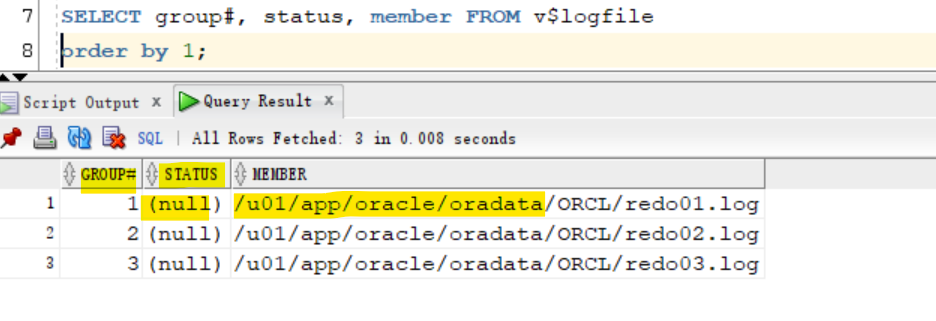 7 SELECT group#, status, member FROM v$logfile
8 order by 1;
Script Output x Query Result x
SQL | All Rows Fetched: 3 in 0.008 seconds
GROUP# STATUS MEMBER
1 1 (null) /u01/app/oracle/oradata/ORCL/redo01.log
2 2 (null) /u01/app/oracle/oradata/ORCL/redo02.log
3 3 (null) /u01/app/oracle/oradata/ORCL/redo03.log